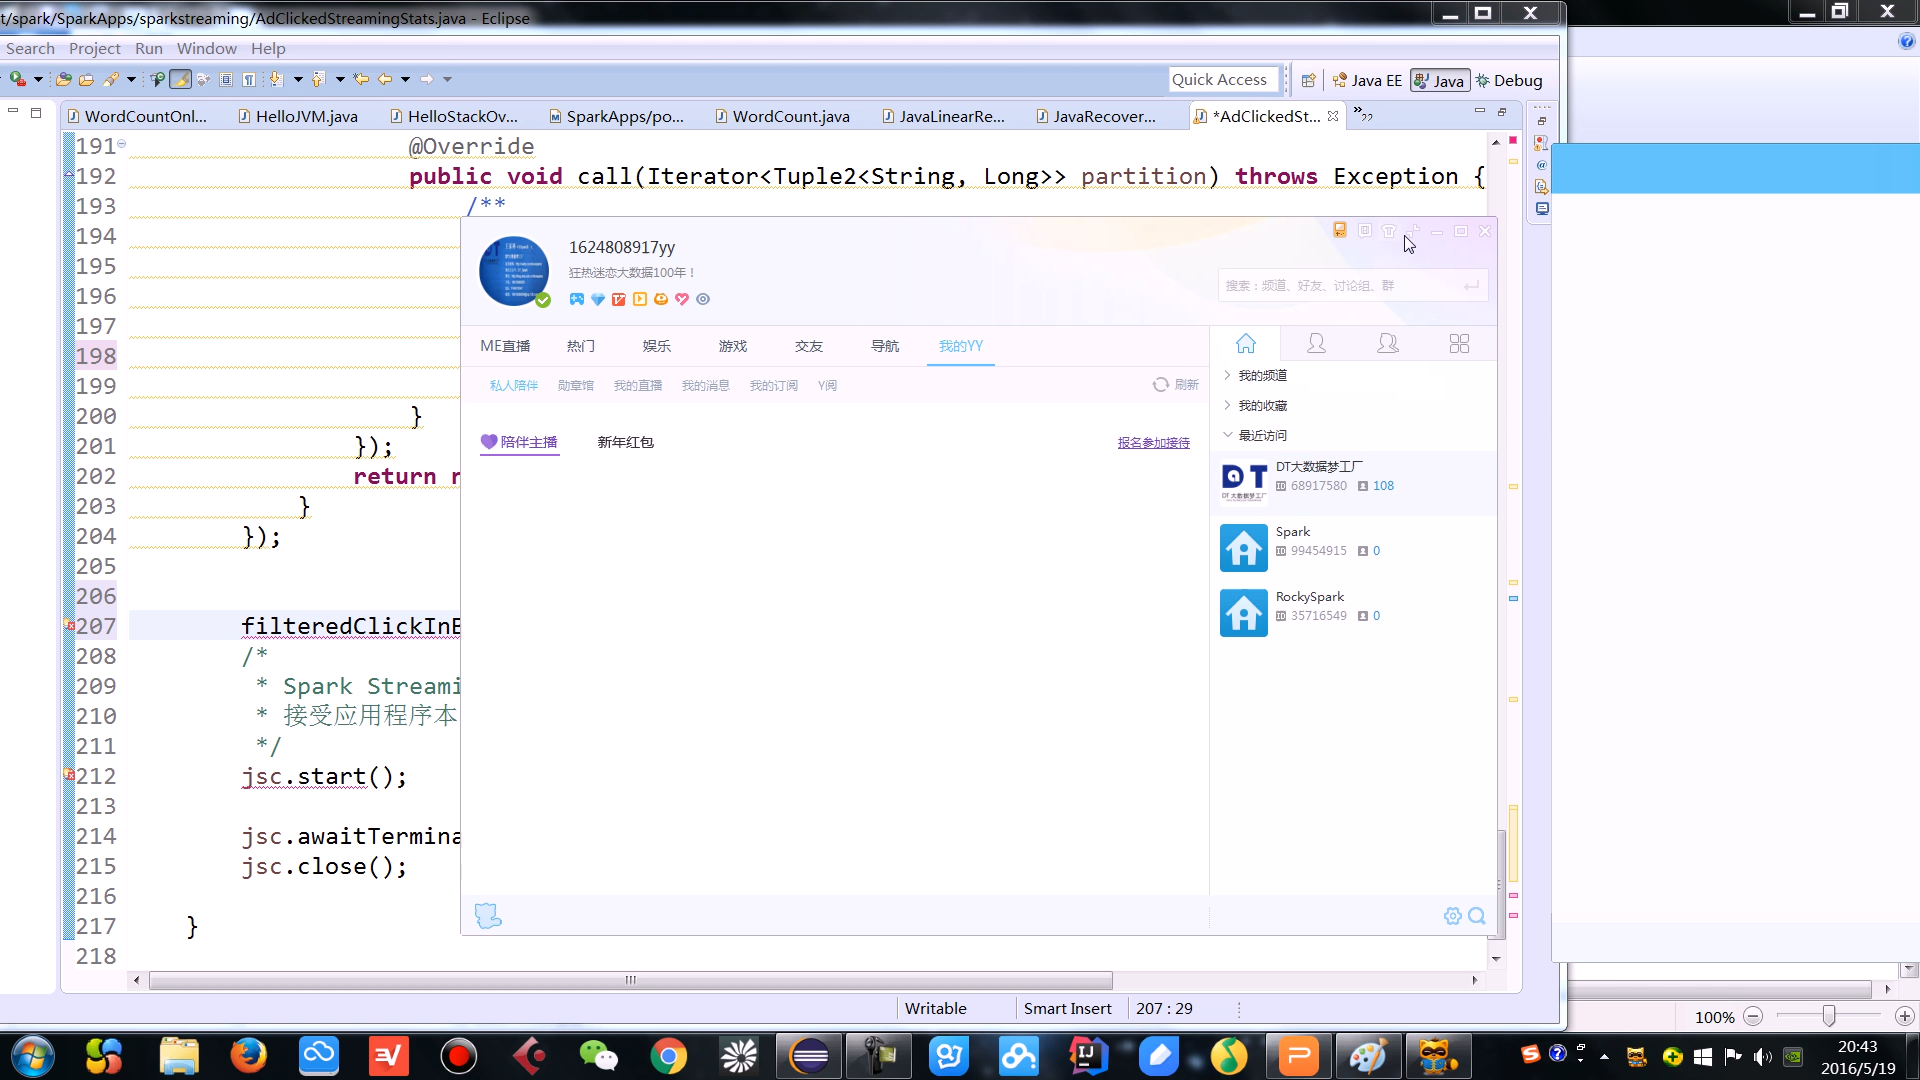 t/spark/SparkApps/sparkstreaming/AdClickedStreamingStats.java - Eclipse
Search Project Run Window Help
Quick Access Java EE Java Debug
WordCountOnl... HelloJVM.java HelloStackOv... SparkApps/po... WordCount.java JavaLinearRe... JavaRecover... *AdClickedSt... »22
191 @Override
192 public void call(Iterator<Tuple2<String, Long>> partition) throws Exception {
193 /**
194
195
196
197
198
199
200 }
201 });
202 return r
203 }
204 });
205
206
207 filteredClickInB
208 /*
209 * Spark Streami
210 * 接受应用程序本
211 */
212 jsc.start();
213
214 jsc.awaitTermina
215 jsc.close();
216
217 }
218
1624808917yy
狂热迷恋大数据100年！
搜索：频道、好友、讨论组、群
ME直播 热门 娱乐 游戏 交友 导航 我的YY
私人陪伴 勋章馆 我的直播 我的消息 我的订阅 Y阅 刷新
陪伴主播 新年红包 报名参加接待
我的频道
我的收藏
最近访问
DT大数据梦工厂
68917580 108
Spark
99454915 0
RockySpark
35716549 0
Writable Smart Insert 207 : 29
100%
20:43
2016/5/19